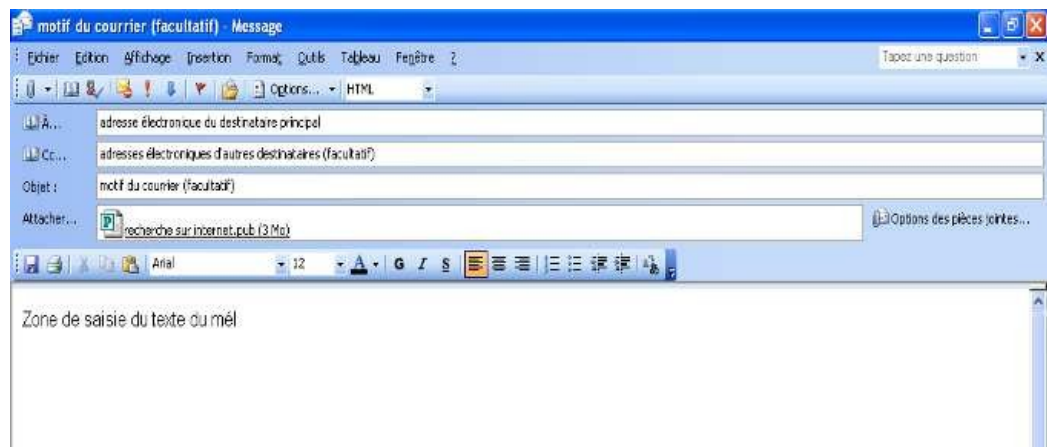 motif du courrier (facultatif) - Message
Fichier Edition Affichage Insertion Format Outils Tableau Fenêtre ? Tapez une question
Options... HTML
À... adresse électronique du destinataire principal
Cc... adresses électroniques d'autres destinataires (facultatif)
Objet : motif du courrier (facultatif)
Attacher... recherche sur internet.pub (3 Mo) Options des pièces jointes...
Arial 12 A G I S
Zone de saisie du texte du mél